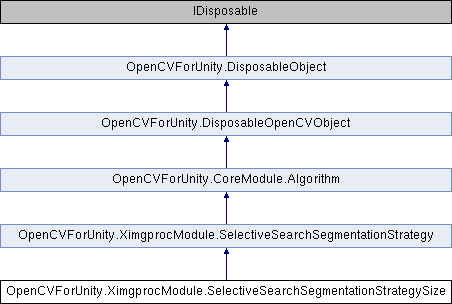 IDisposable
OpenCVForUnity.DisposableObject
OpenCVForUnity.DisposableOpenCVObject
OpenCVForUnity.CoreModule.Algorithm
OpenCVForUnity.XimgprocModule.SelectiveSearchSegmentationStrategy
OpenCVForUnity.XimgprocModule.SelectiveSearchSegmentationStrategySize